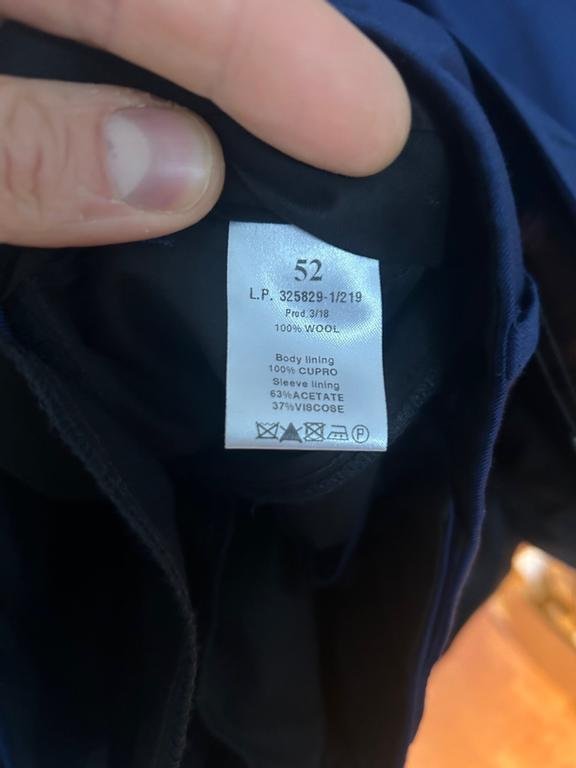 52
L.P. 325829-1/219
Prod 3/18
100% WOOL
Body lining
100% CUPRO
Sleeve lining
63%ACETATE
37%VISCOSE
P